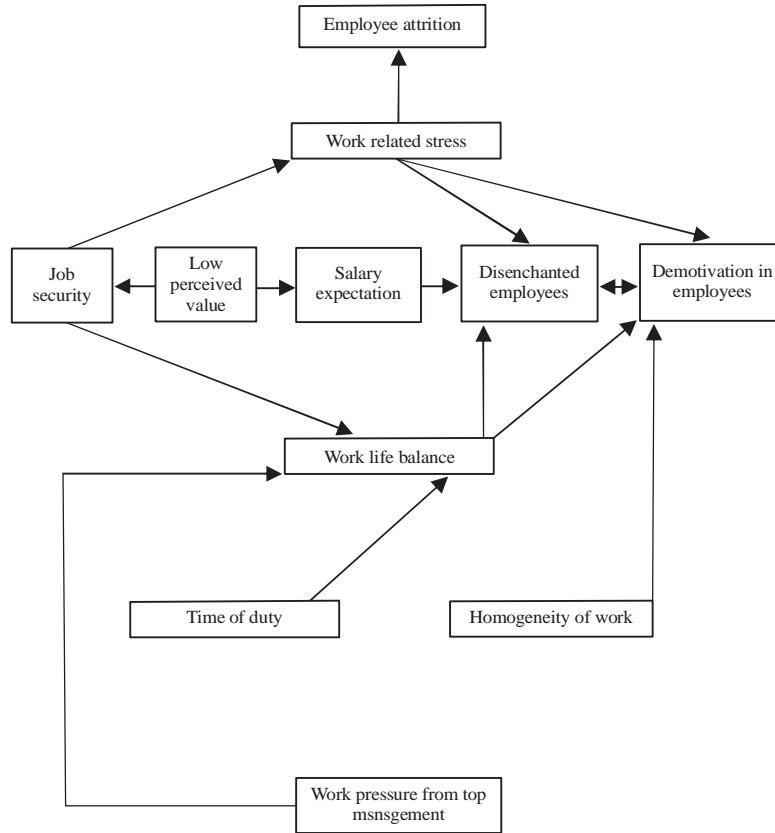 Employee attrition
Work related stress
Job
security
Low
perceived
value
Salary
expectation
Disenchanted
employees
Demotivation in
employees
Work life balance
Time of duty
Homogeneity of work
Work pressure from top
msnsgement